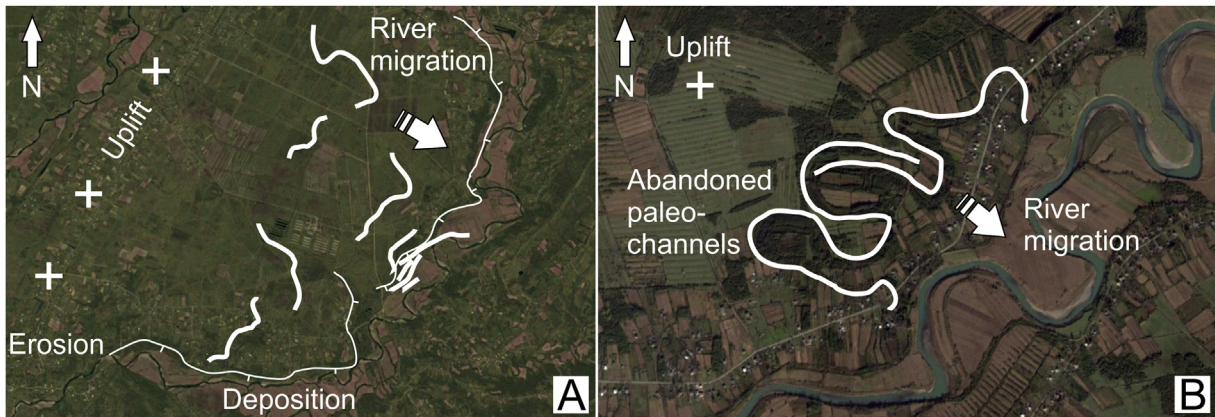 N
Uplift
River
migration
Erosion
Deposition
A
N
Uplift
Abandoned
paleo-
channels
River
migration
B